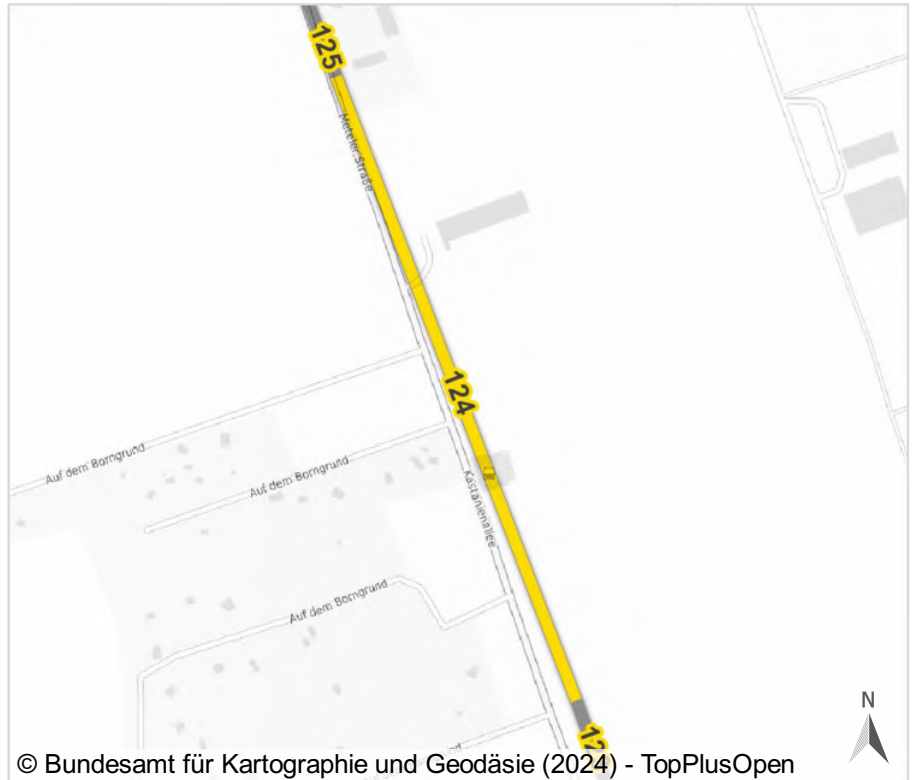 125
Meteler Straße
124
Auf dem Borngrund
Auf dem Borngrund
Kastanienallee
Auf dem Borngrund
N
© Bundesamt für Kartographie und Geodäsie (2024) - TopPlusOpen